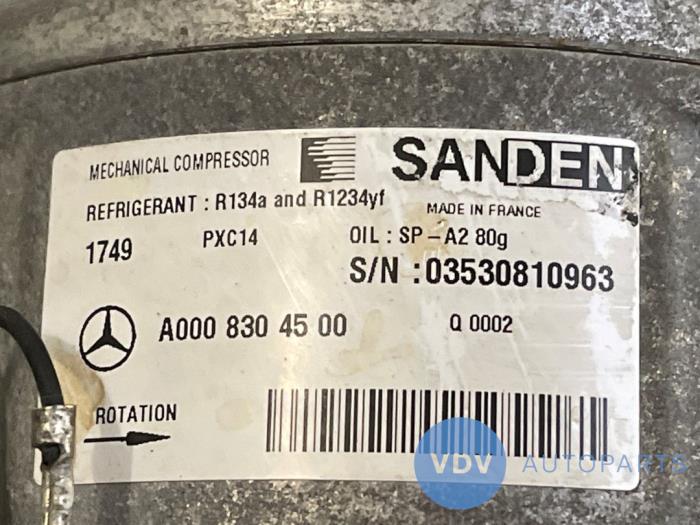 MECHANICAL COMPRESSOR
SANDEN
REFRIGERANT : R134a and R1234yf
MADE IN FRANCE
1749 PXC14 OIL : SP-A2 80g
S/N : 03530810963
A000 830 45 00 Q 0002
ROTATION
VDV AUTOPARTS